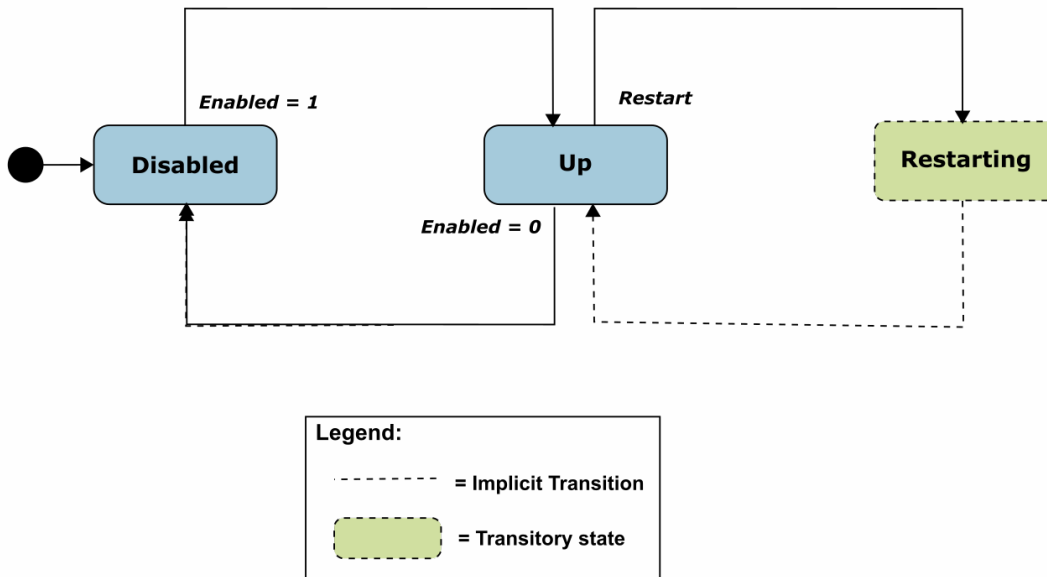 Enabled = 1
Restart
Disabled
Up
Restarting
Enabled = 0
Legend:
= Implicit Transition
= Transitory state